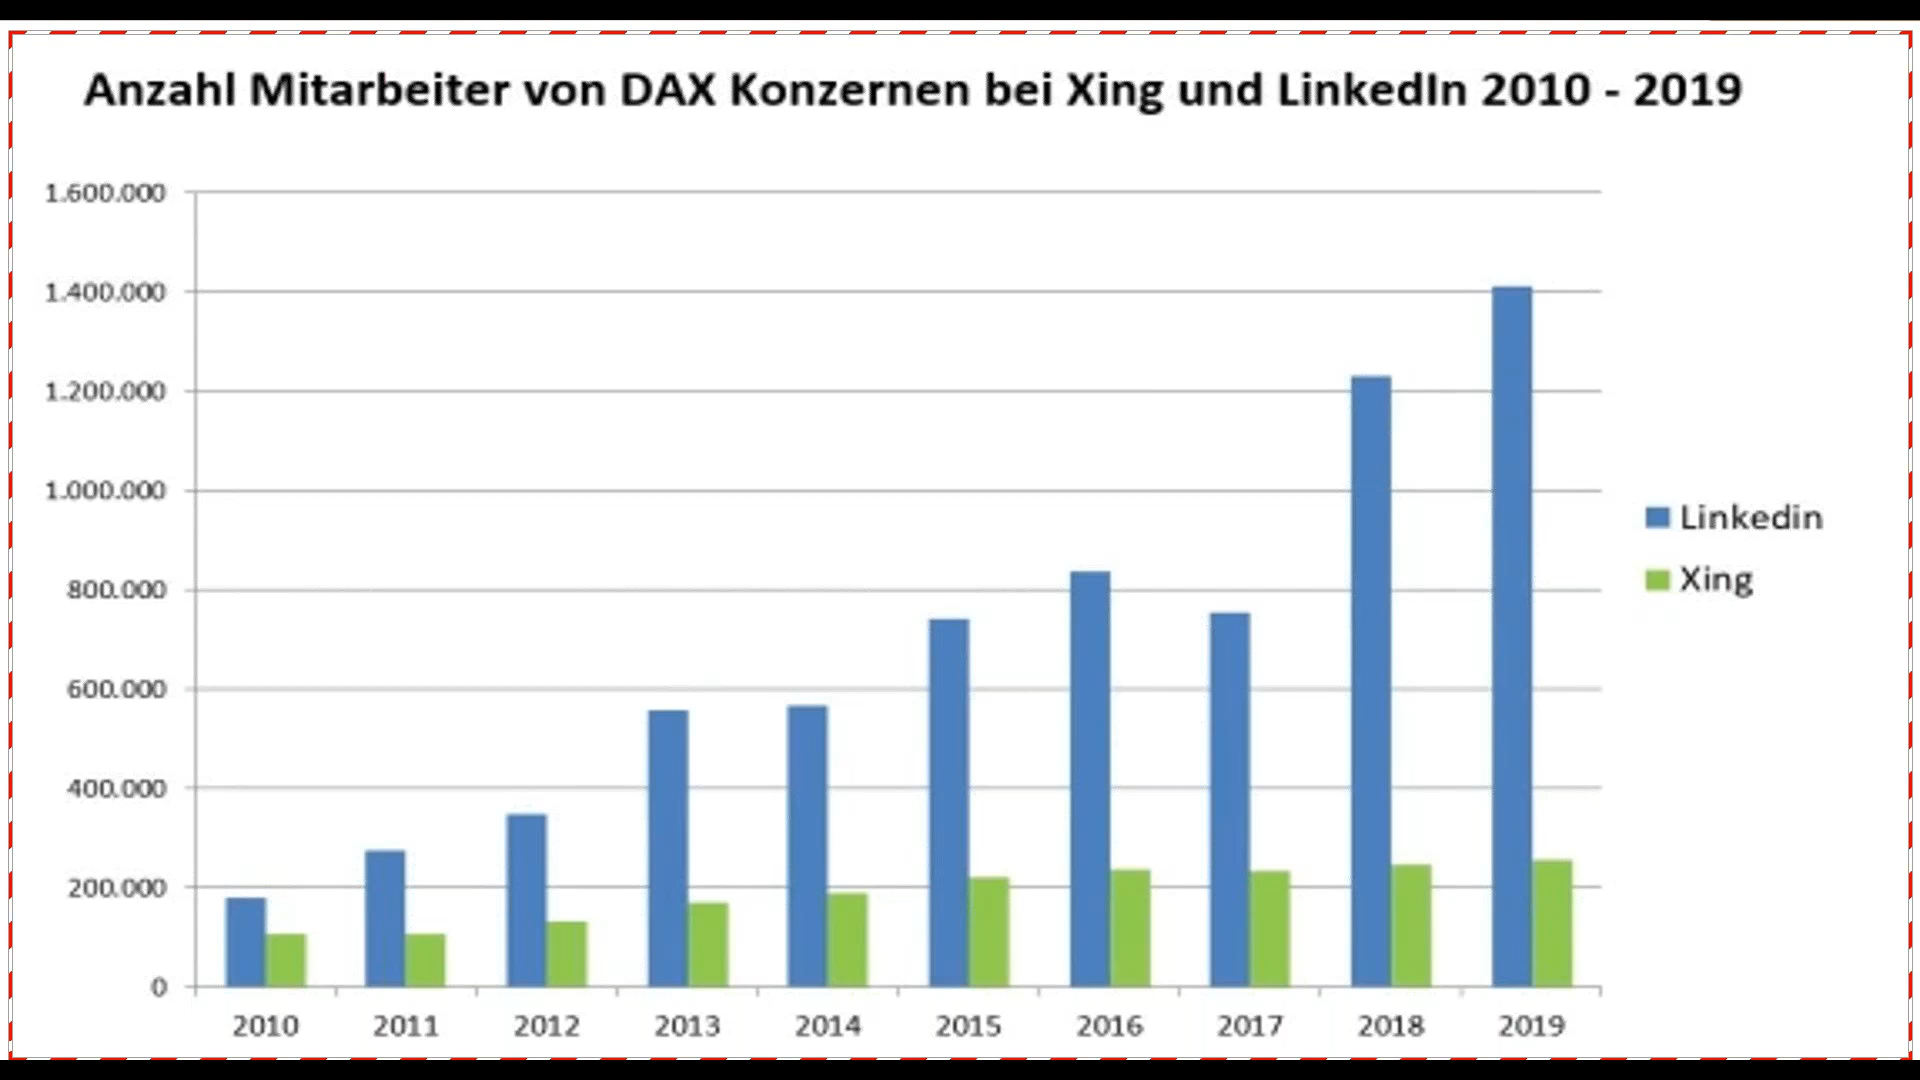 Anzahl Mitarbeiter von DAX Konzernen bei Xing und LinkedIn 2010 - 2019
1.600.000
1.400.000
1.200.000
1.000.000
800.000
600.000
400.000
200.000
0
2010 2011 2012 2013 2014 2015 2016 2017 2018 2019
Linkedin
Xing